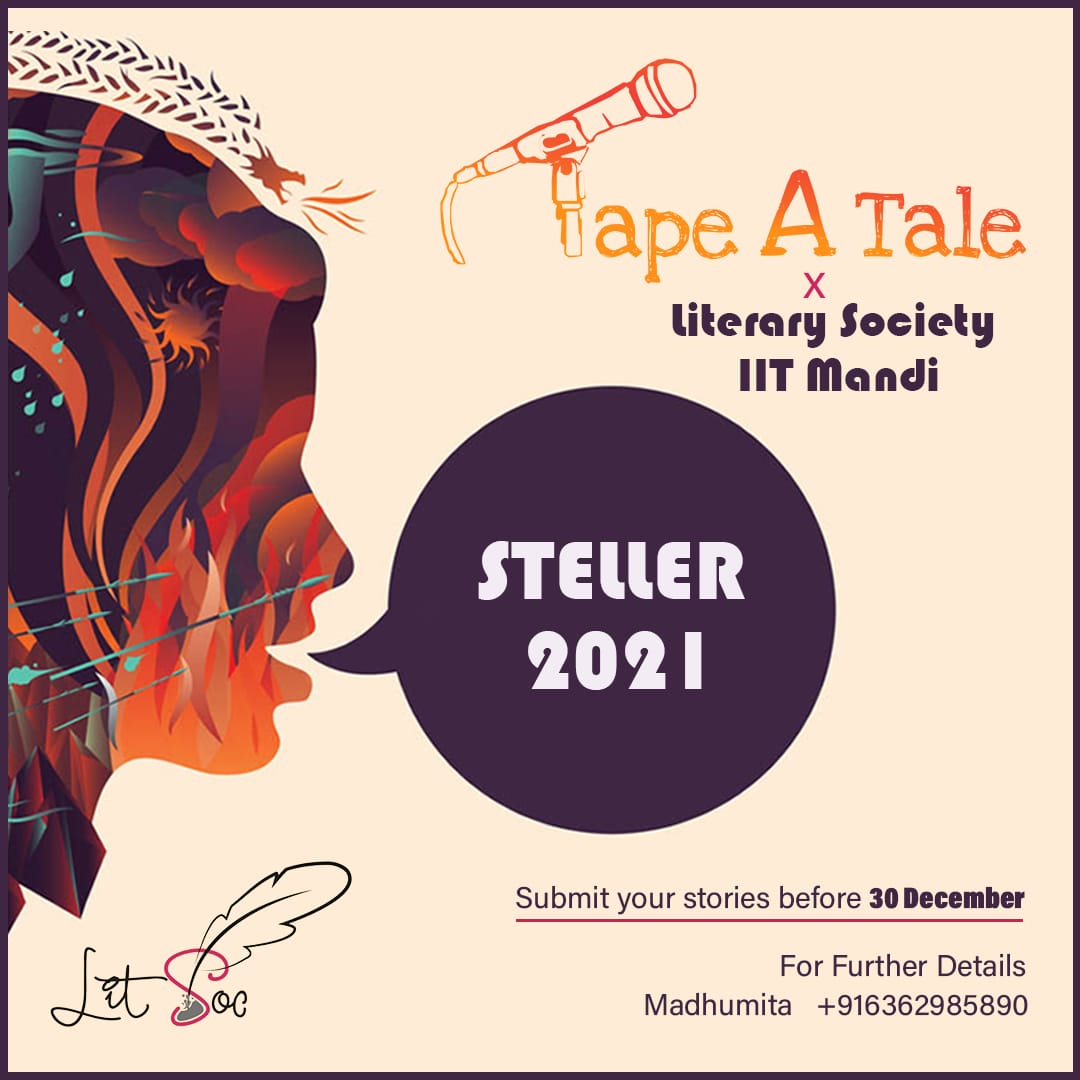 Tape A Tale
x
Literary Society
IIT Mandi
STELLER
2021
Submit your stories before 30 December
For Further Details
Madhumita +916362985890
Lit Soc